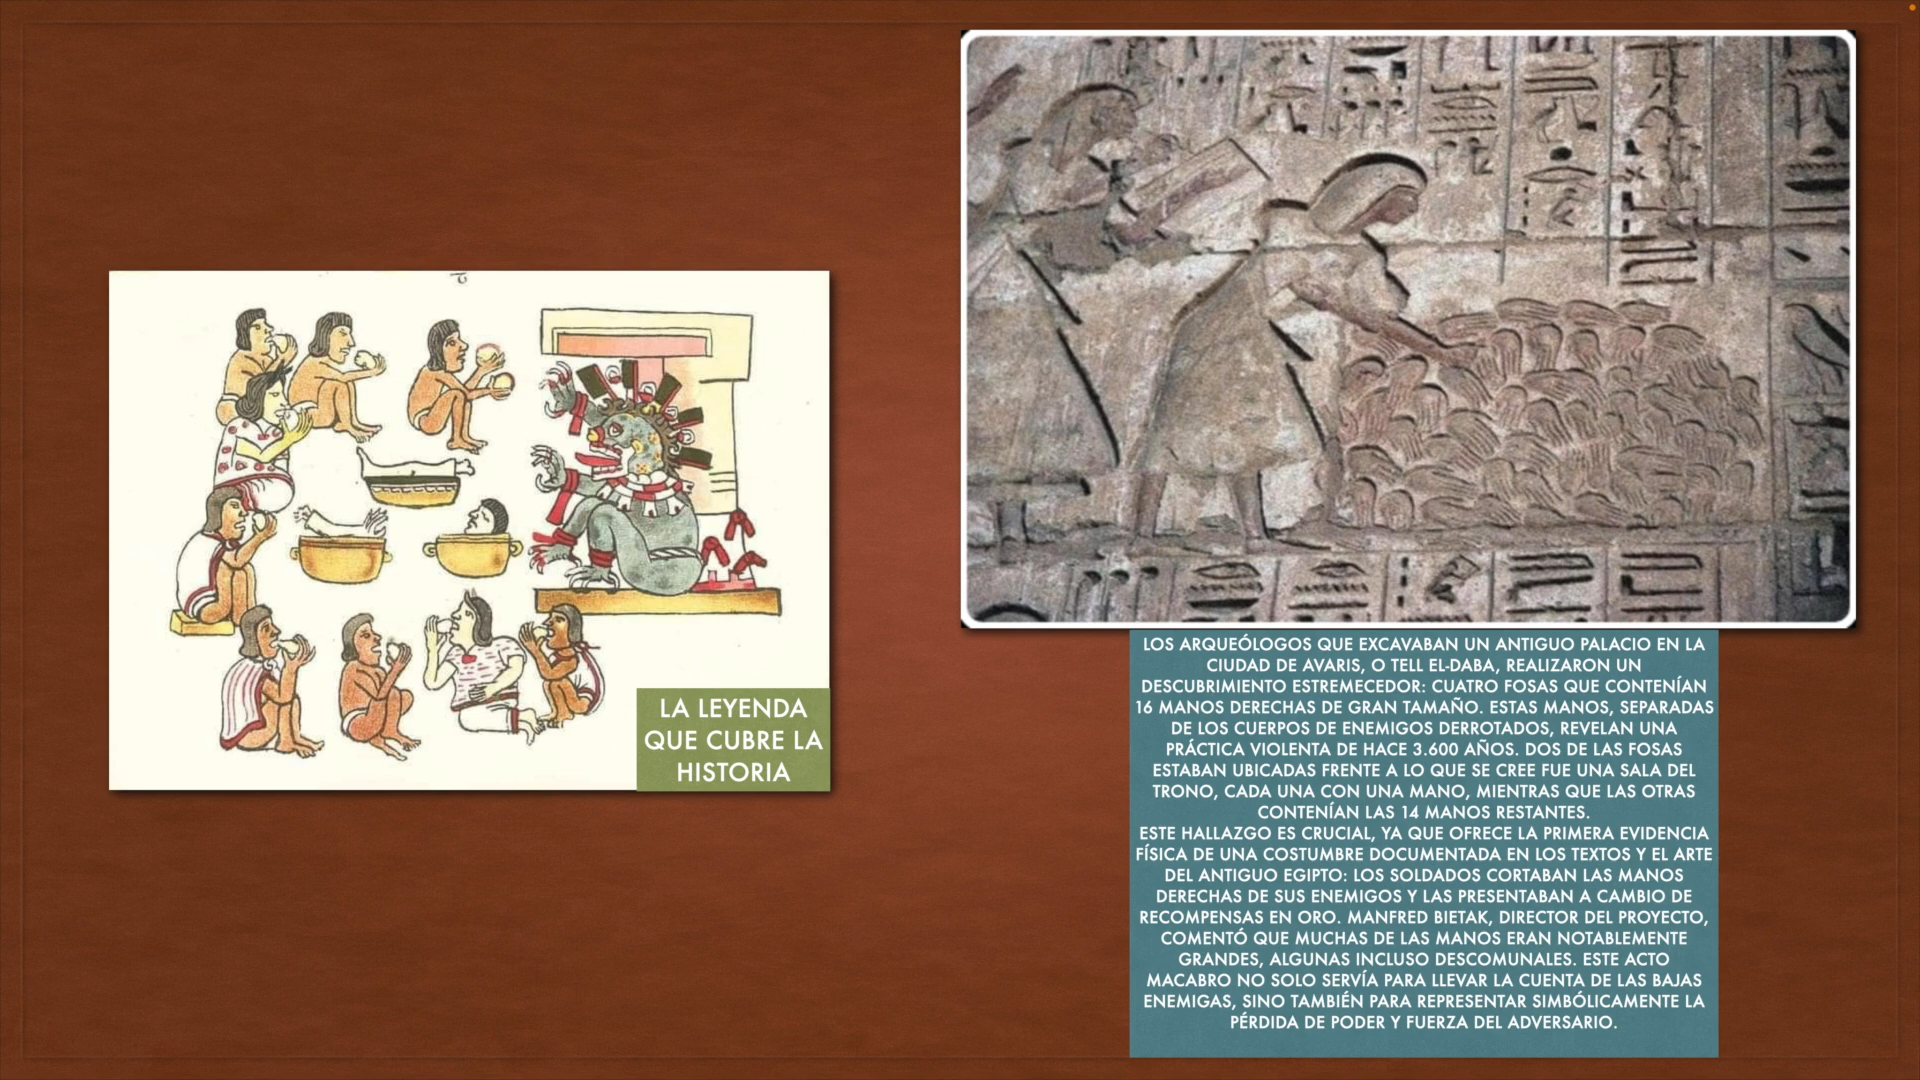 LA LEYENDA
QUE CUBRE LA
HISTORIA
LOS ARQUEÓLOGOS QUE EXCAVABAN UN ANTIGUO PALACIO EN LA
CIUDAD DE AVARIS, O TELL EL-DABA, REALIZARON UN
DESCUBRIMIENTO ESTREMECEDOR: CUATRO FOSAS QUE CONTENÍAN
16 MANOS DERECHAS DE GRAN TAMAÑO. ESTAS MANOS, SEPARADAS
DE LOS CUERPOS DE ENEMIGOS DERROTADOS, REVELAN UNA
PRÁCTICA VIOLENTA DE HACE 3.600 AÑOS. DOS DE LAS FOSAS
ESTABAN UBICADAS FRENTE A LO QUE SE CREE FUE UNA SALA DEL
TRONO, CADA UNA CON UNA MANO, MIENTRAS QUE LAS OTRAS
CONTENÍAN LAS 14 MANOS RESTANTES.
ESTE HALLAZGO ES CRUCIAL, YA QUE OFRECE LA PRIMERA EVIDENCIA
FÍSICA DE UNA COSTUMBRE DOCUMENTADA EN LOS TEXTOS Y EL ARTE
DEL ANTIGUO EGIPTO: LOS SOLDADOS CORTABAN LAS MANOS
DERECHAS DE SUS ENEMIGOS Y LAS PRESENTABAN A CAMBIO DE
RECOMPENSAS EN ORO. MANFRED BIETAK, DIRECTOR DEL PROYECTO,
COMENTÓ QUE MUCHAS DE LAS MANOS ERAN NOTABLEMENTE
GRANDES, ALGUNAS INCLUSO DESCOMUNALES. ESTE ACTO
MACABRO NO SOLO SERVÍA PARA LLEVAR LA CUENTA DE LAS BAJAS
ENEMIGAS, SINO TAMBIÉN PARA REPRESENTAR SIMBÓLICAMENTE LA
PÉRDIDA DE PODER Y FUERZA DEL ADVERSARIO.